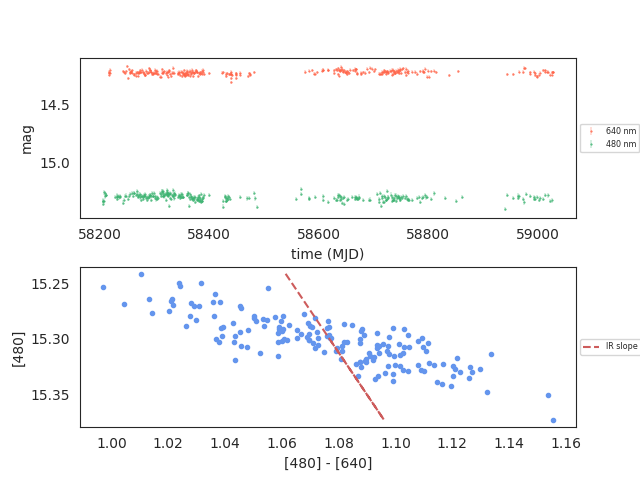 14.5
15.0
mag
640 nm
480 nm
58200 58400 58600 58800 59000
time (MJD)
15.25
15.30
15.35
[480]
IR slope
1.00 1.02 1.04 1.06 1.08 1.10 1.12 1.14 1.16
[480] - [640]